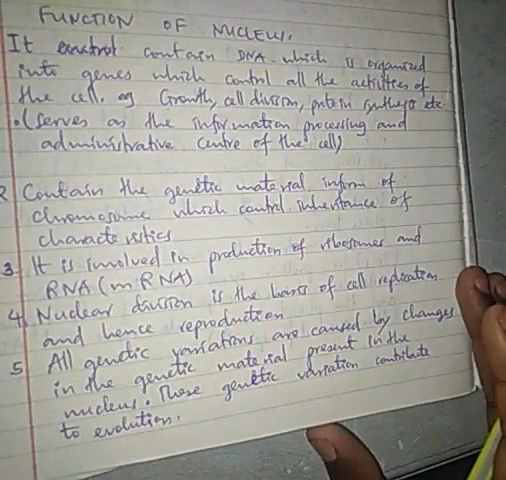 FUNCTION OF NUCLEUS.
It contain DNA which is organised
into genes which control all the activities of
the cell. eg Growth, cell division, protein synthesis etc
.(serves as the information processing and
administrative centre of the cell)
2 Contain the genetic material inform of
chromosome which control inheritance of
characteristics
3. It is involved in production of ribosomes and
RNA (mRNA)
4, Nuclear division is the basis of cell replication
and hence reproduction
5 All genetic variations are caused by changes
in the genetic material present in the
nucleus. These genetic variation contribute
to evolution.